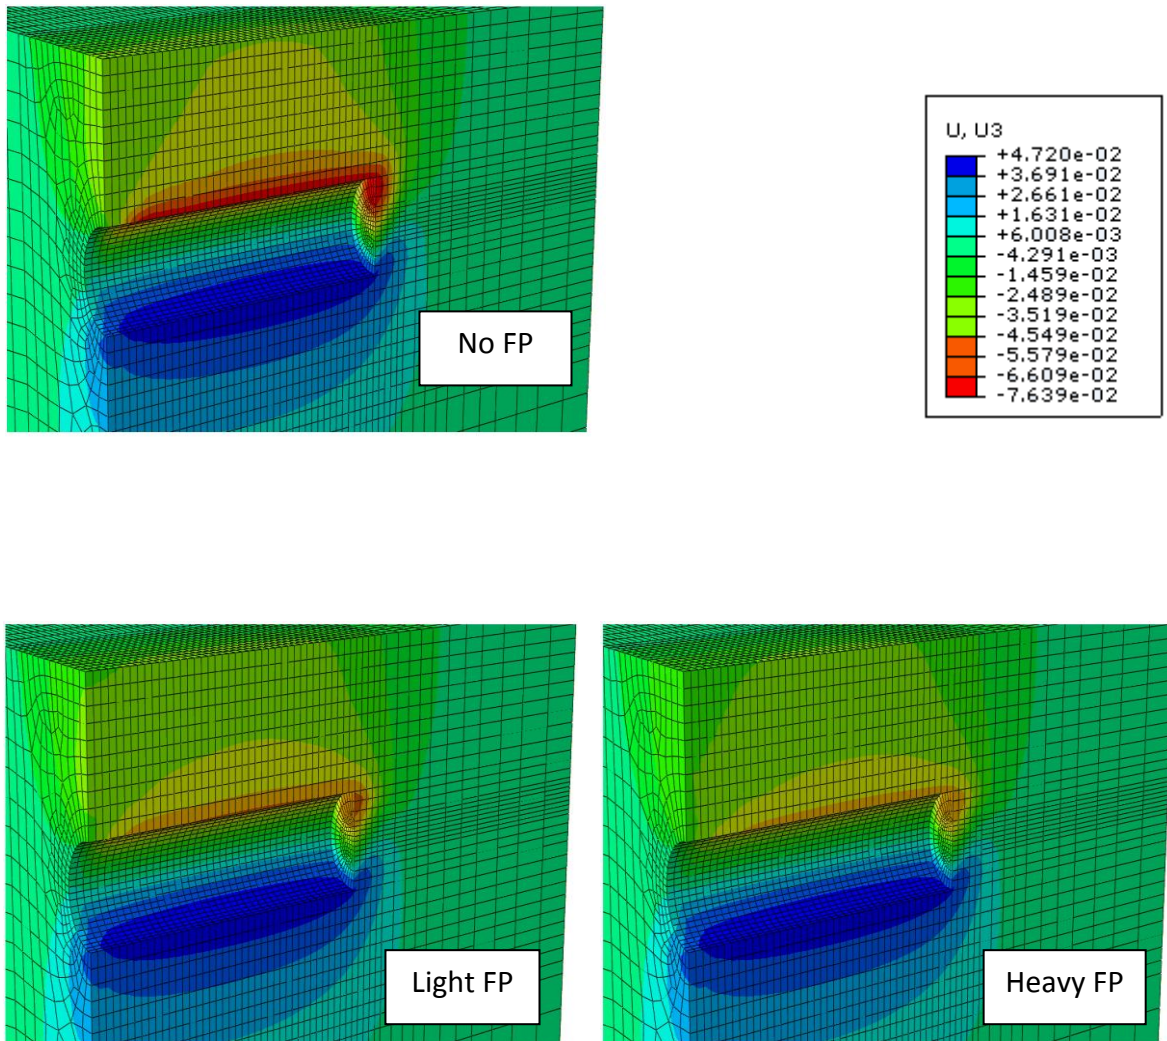 U, U3
+4.720e-02
+3.691e-02
+2.661e-02
+1.631e-02
+6.008e-03
-4.291e-03
-1.459e-02
-2.489e-02
-3.519e-02
-4.549e-02
-5.579e-02
-6.609e-02
-7.639e-02
No FP
Light FP
Heavy FP